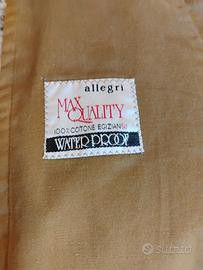 allegri
MAX
QUALITY
100% COTONE EGIZIANO
WATER PROOF
subito